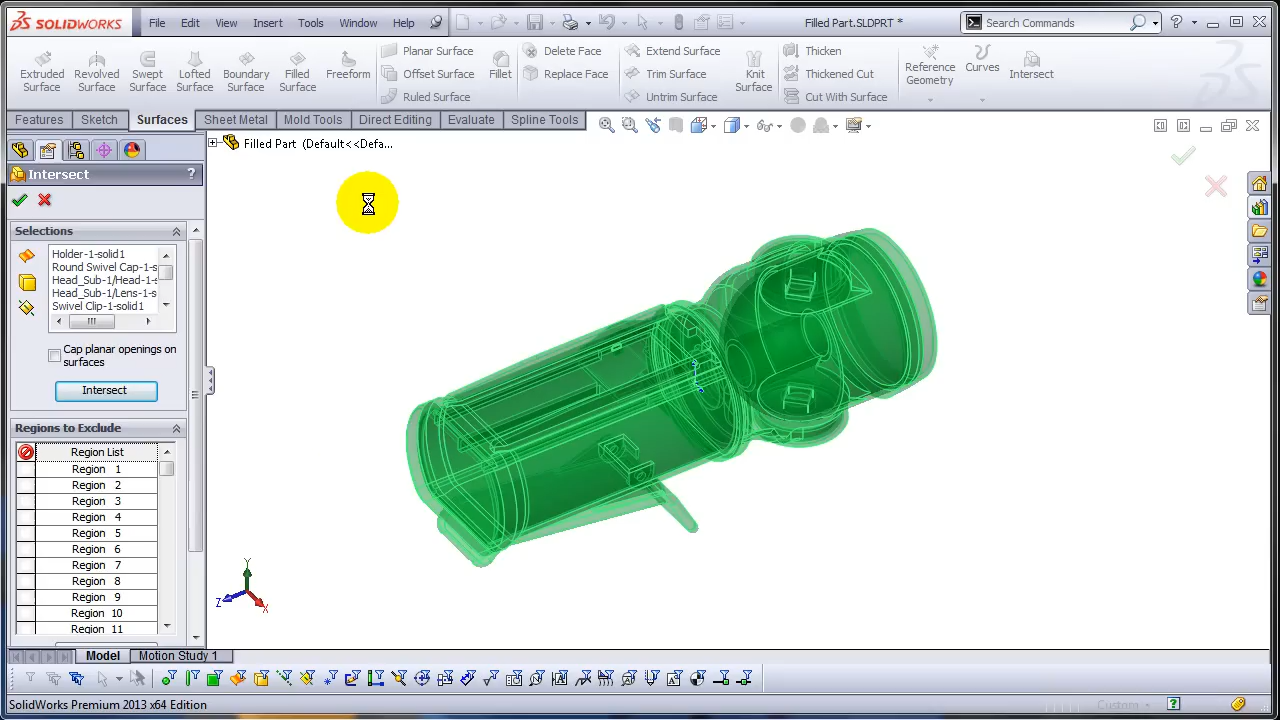 SOLIDWORKS File Edit View Insert Tools Window Help Filled Part.SLDPRT * Search Commands
Extruded Surface
Revolved Surface
Swept Surface
Lofted Surface
Boundary Surface
Filled Surface
Freeform
Planar Surface
Offset Surface
Ruled Surface
Fillet
Delete Face
Replace Face
Extend Surface
Trim Surface
Untrim Surface
Knit Surface
Thicken
Thickened Cut
Cut With Surface
Reference Geometry
Curves
Intersect
Features Sketch Surfaces Sheet Metal Mold Tools Direct Editing Evaluate Spline Tools
Filled Part (Default<<Defa...
Intersect ?
Selections
Holder-1-solid1
Round Swivel Cap-1-s
Head_Sub-1/Head-1-s
Head_Sub-1/Lens-1-s
Swivel Clip-1-solid1
Cap planar openings on
surfaces
Intersect
Regions to Exclude
Region List
Region 1
Region 2
Region 3
Region 4
Region 5
Region 6
Region 7
Region 8
Region 9
Region 10
Region 11
Y
Z
X
Model Motion Study 1
SolidWorks Premium 2013 x64 Edition
Custom